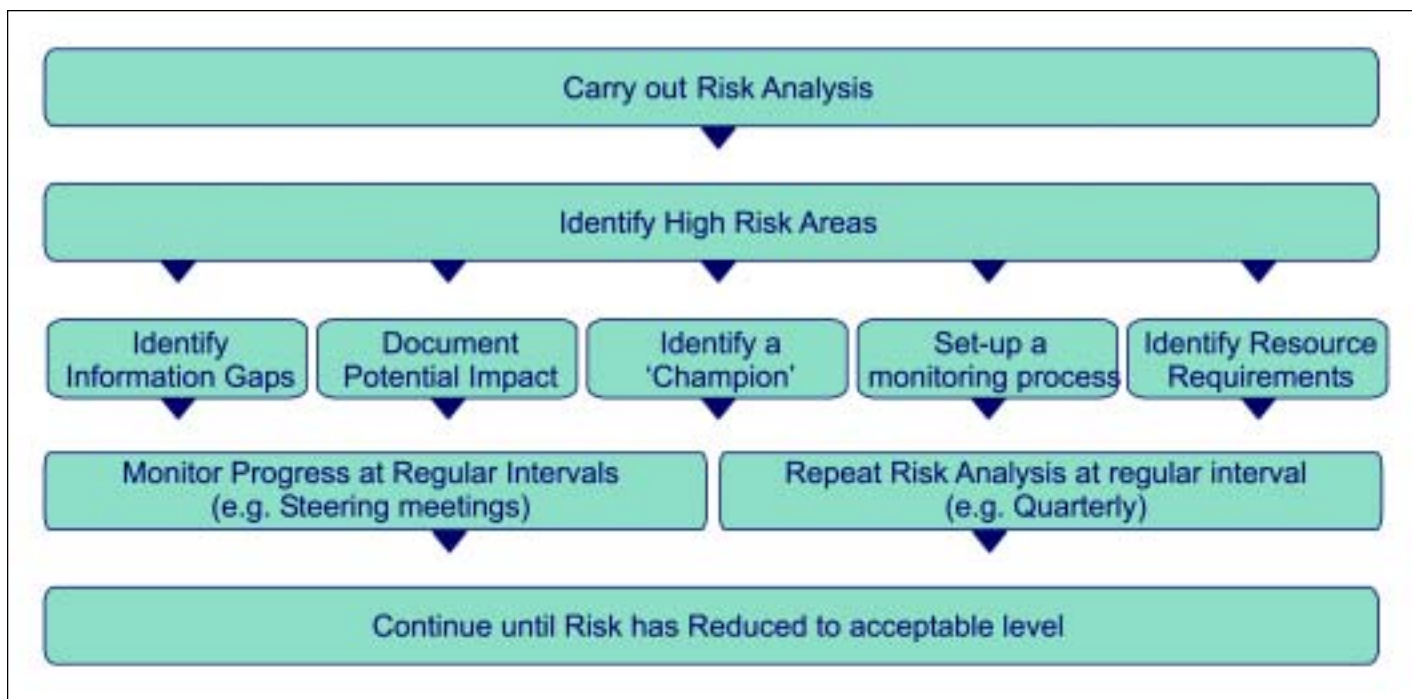 Carry out Risk Analysis
Identify High Risk Areas
Identify
Information Gaps
Document
Potential Impact
Identify a
‘Champion’
Set-up a
monitoring process
Identify Resource
Requirements
Monitor Progress at Regular Intervals
(e.g. Steering meetings)
Repeat Risk Analysis at regular interval
(e.g. Quarterly)
Continue until Risk has Reduced to acceptable level